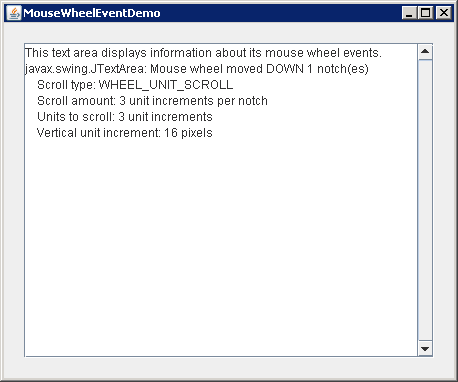 MouseWheelEventDemo
This text area displays information about its mouse wheel events.
javax.swing.JTextArea: Mouse wheel moved DOWN 1 notch(es)
Scroll type: WHEEL_UNIT_SCROLL
Scroll amount: 3 unit increments per notch
Units to scroll: 3 unit increments
Vertical unit increment: 16 pixels